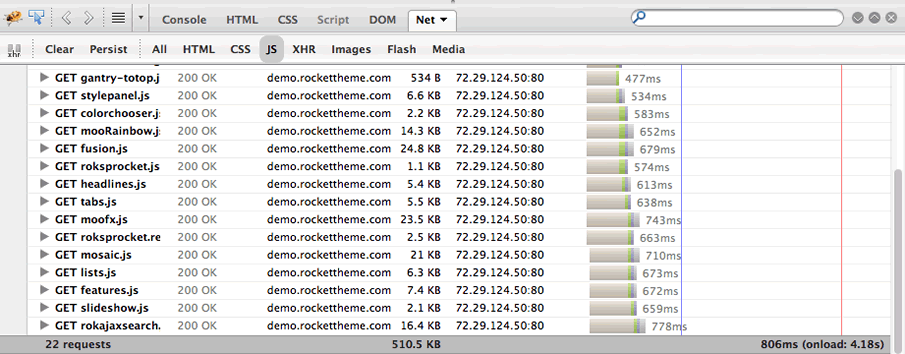 Console HTML CSS Script DOM Net
xhr Clear Persist All HTML CSS JS XHR Images Flash Media
GET gantry-totop.j 200 OK demo.rockettheme.com 534 B 72.29.124.50:80 477ms
GET stylepanel.js 200 OK demo.rockettheme.com 6.6 KB 72.29.124.50:80 534ms
GET colorchooser.j 200 OK demo.rockettheme.com 2.2 KB 72.29.124.50:80 583ms
GET mooRainbow.j 200 OK demo.rockettheme.com 14.3 KB 72.29.124.50:80 652ms
GET fusion.js 200 OK demo.rockettheme.com 24.8 KB 72.29.124.50:80 679ms
GET roksprocket.js 200 OK demo.rockettheme.com 1.1 KB 72.29.124.50:80 574ms
GET headlines.js 200 OK demo.rockettheme.com 5.4 KB 72.29.124.50:80 613ms
GET tabs.js 200 OK demo.rockettheme.com 5.5 KB 72.29.124.50:80 638ms
GET moofx.js 200 OK demo.rockettheme.com 23.5 KB 72.29.124.50:80 743ms
GET roksprocket.re 200 OK demo.rockettheme.com 2.5 KB 72.29.124.50:80 663ms
GET mosaic.js 200 OK demo.rockettheme.com 21 KB 72.29.124.50:80 710ms
GET lists.js 200 OK demo.rockettheme.com 6.3 KB 72.29.124.50:80 673ms
GET features.js 200 OK demo.rockettheme.com 7.4 KB 72.29.124.50:80 672ms
GET slideshow.js 200 OK demo.rockettheme.com 2.1 KB 72.29.124.50:80 659ms
GET rokajaxsearch. 200 OK demo.rockettheme.com 16.4 KB 72.29.124.50:80 778ms
22 requests 510.5 KB 806ms (onload: 4.18s)